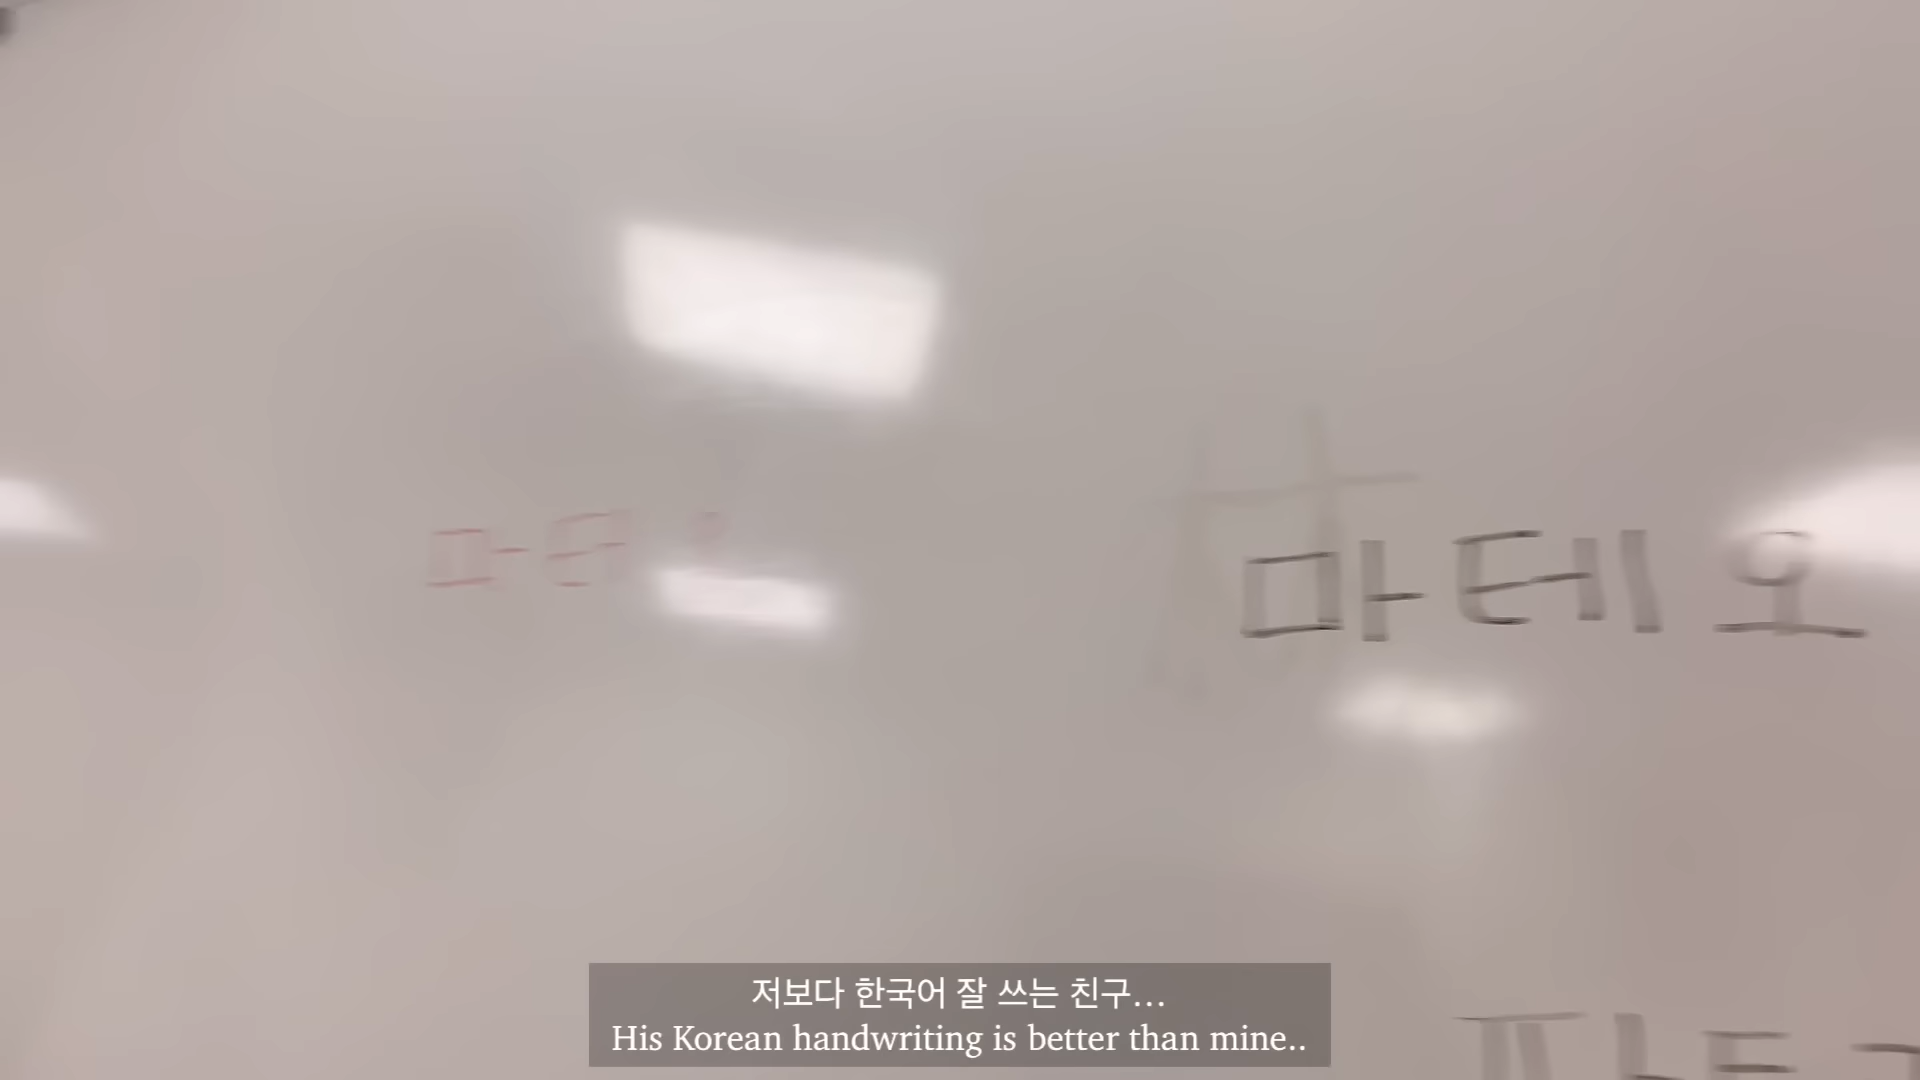 마테오
저보다 한국어 잘 쓰는 친구...
His Korean handwriting is better than mine..